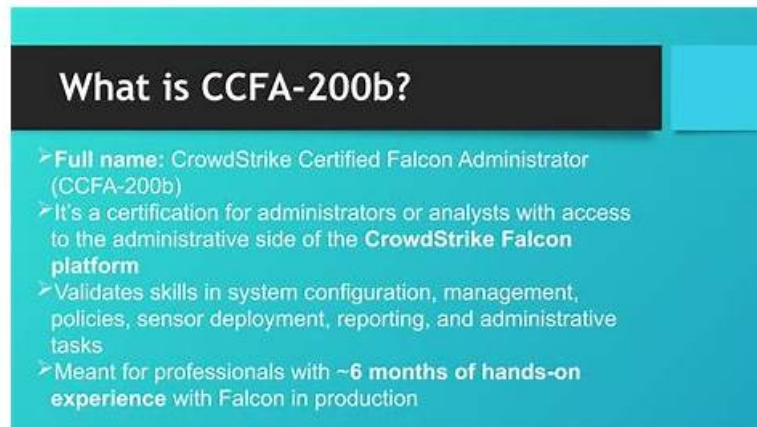 What is CCFA-200b?
➢Full name: CrowdStrike Certified Falcon Administrator
(CCFA-200b)
➢It's a certification for administrators or analysts with access
to the administrative side of the CrowdStrike Falcon
platform
➢Validates skills in system configuration, management,
policies, sensor deployment, reporting, and administrative
tasks
➢Meant for professionals with ~6 months of hands-on
experience with Falcon in production